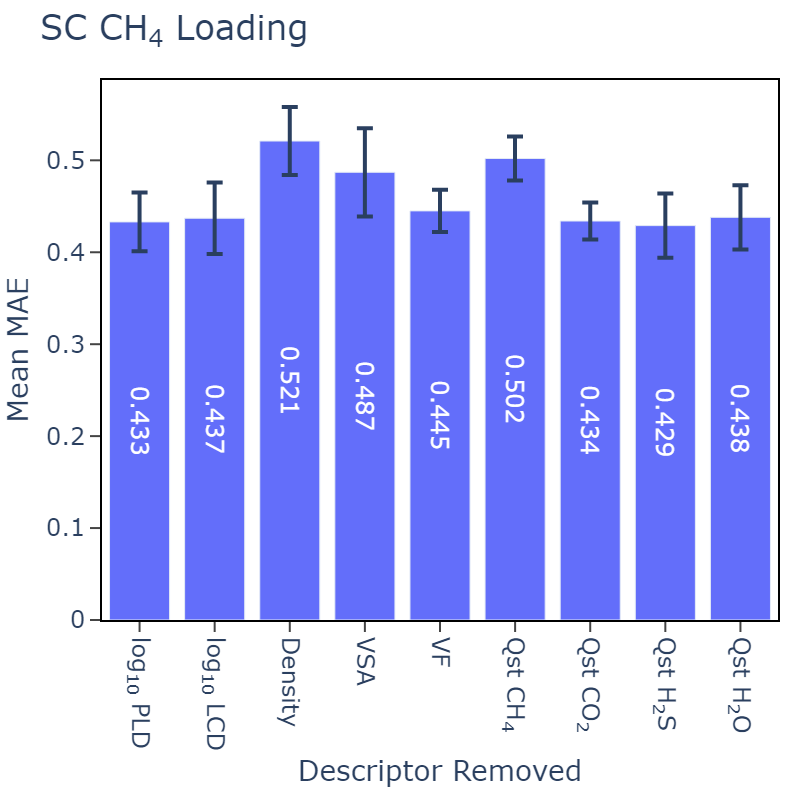 SC CH₄ Loading
Mean MAE
0.5
0.4
0.3
0.2
0.1
0
0.433
0.437
0.521
0.487
0.445
0.502
0.434
0.429
0.438
log₁₀ PLD
log₁₀ LCD
Density
VSA
VF
Qst CH₄
Qst CO₂
Qst H₂S
Qst H₂O
Descriptor Removed